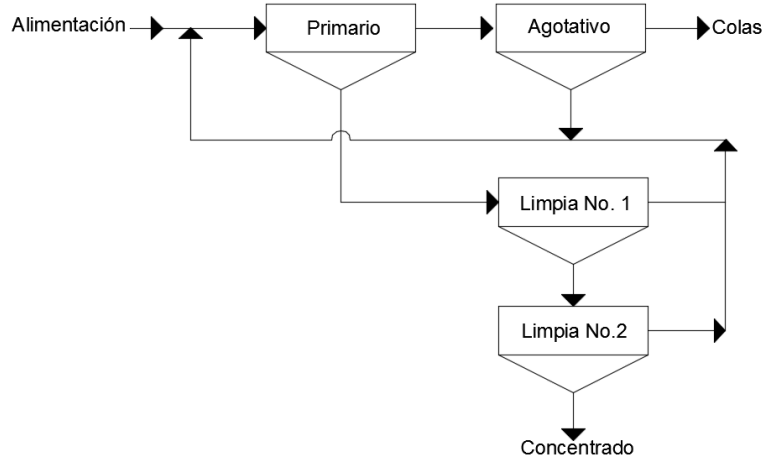 Alimentación
Primario
Agotativo
Colas
Limpia No. 1
Limpia No.2
Concentrado